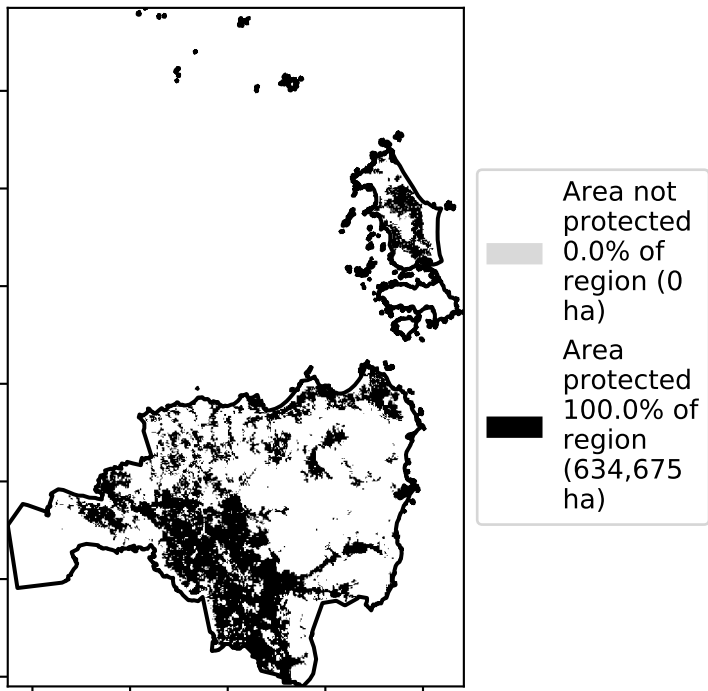 Area not
protected
0.0% of
region (0
ha)
Area
protected
100.0% of
region
(634,675
ha)